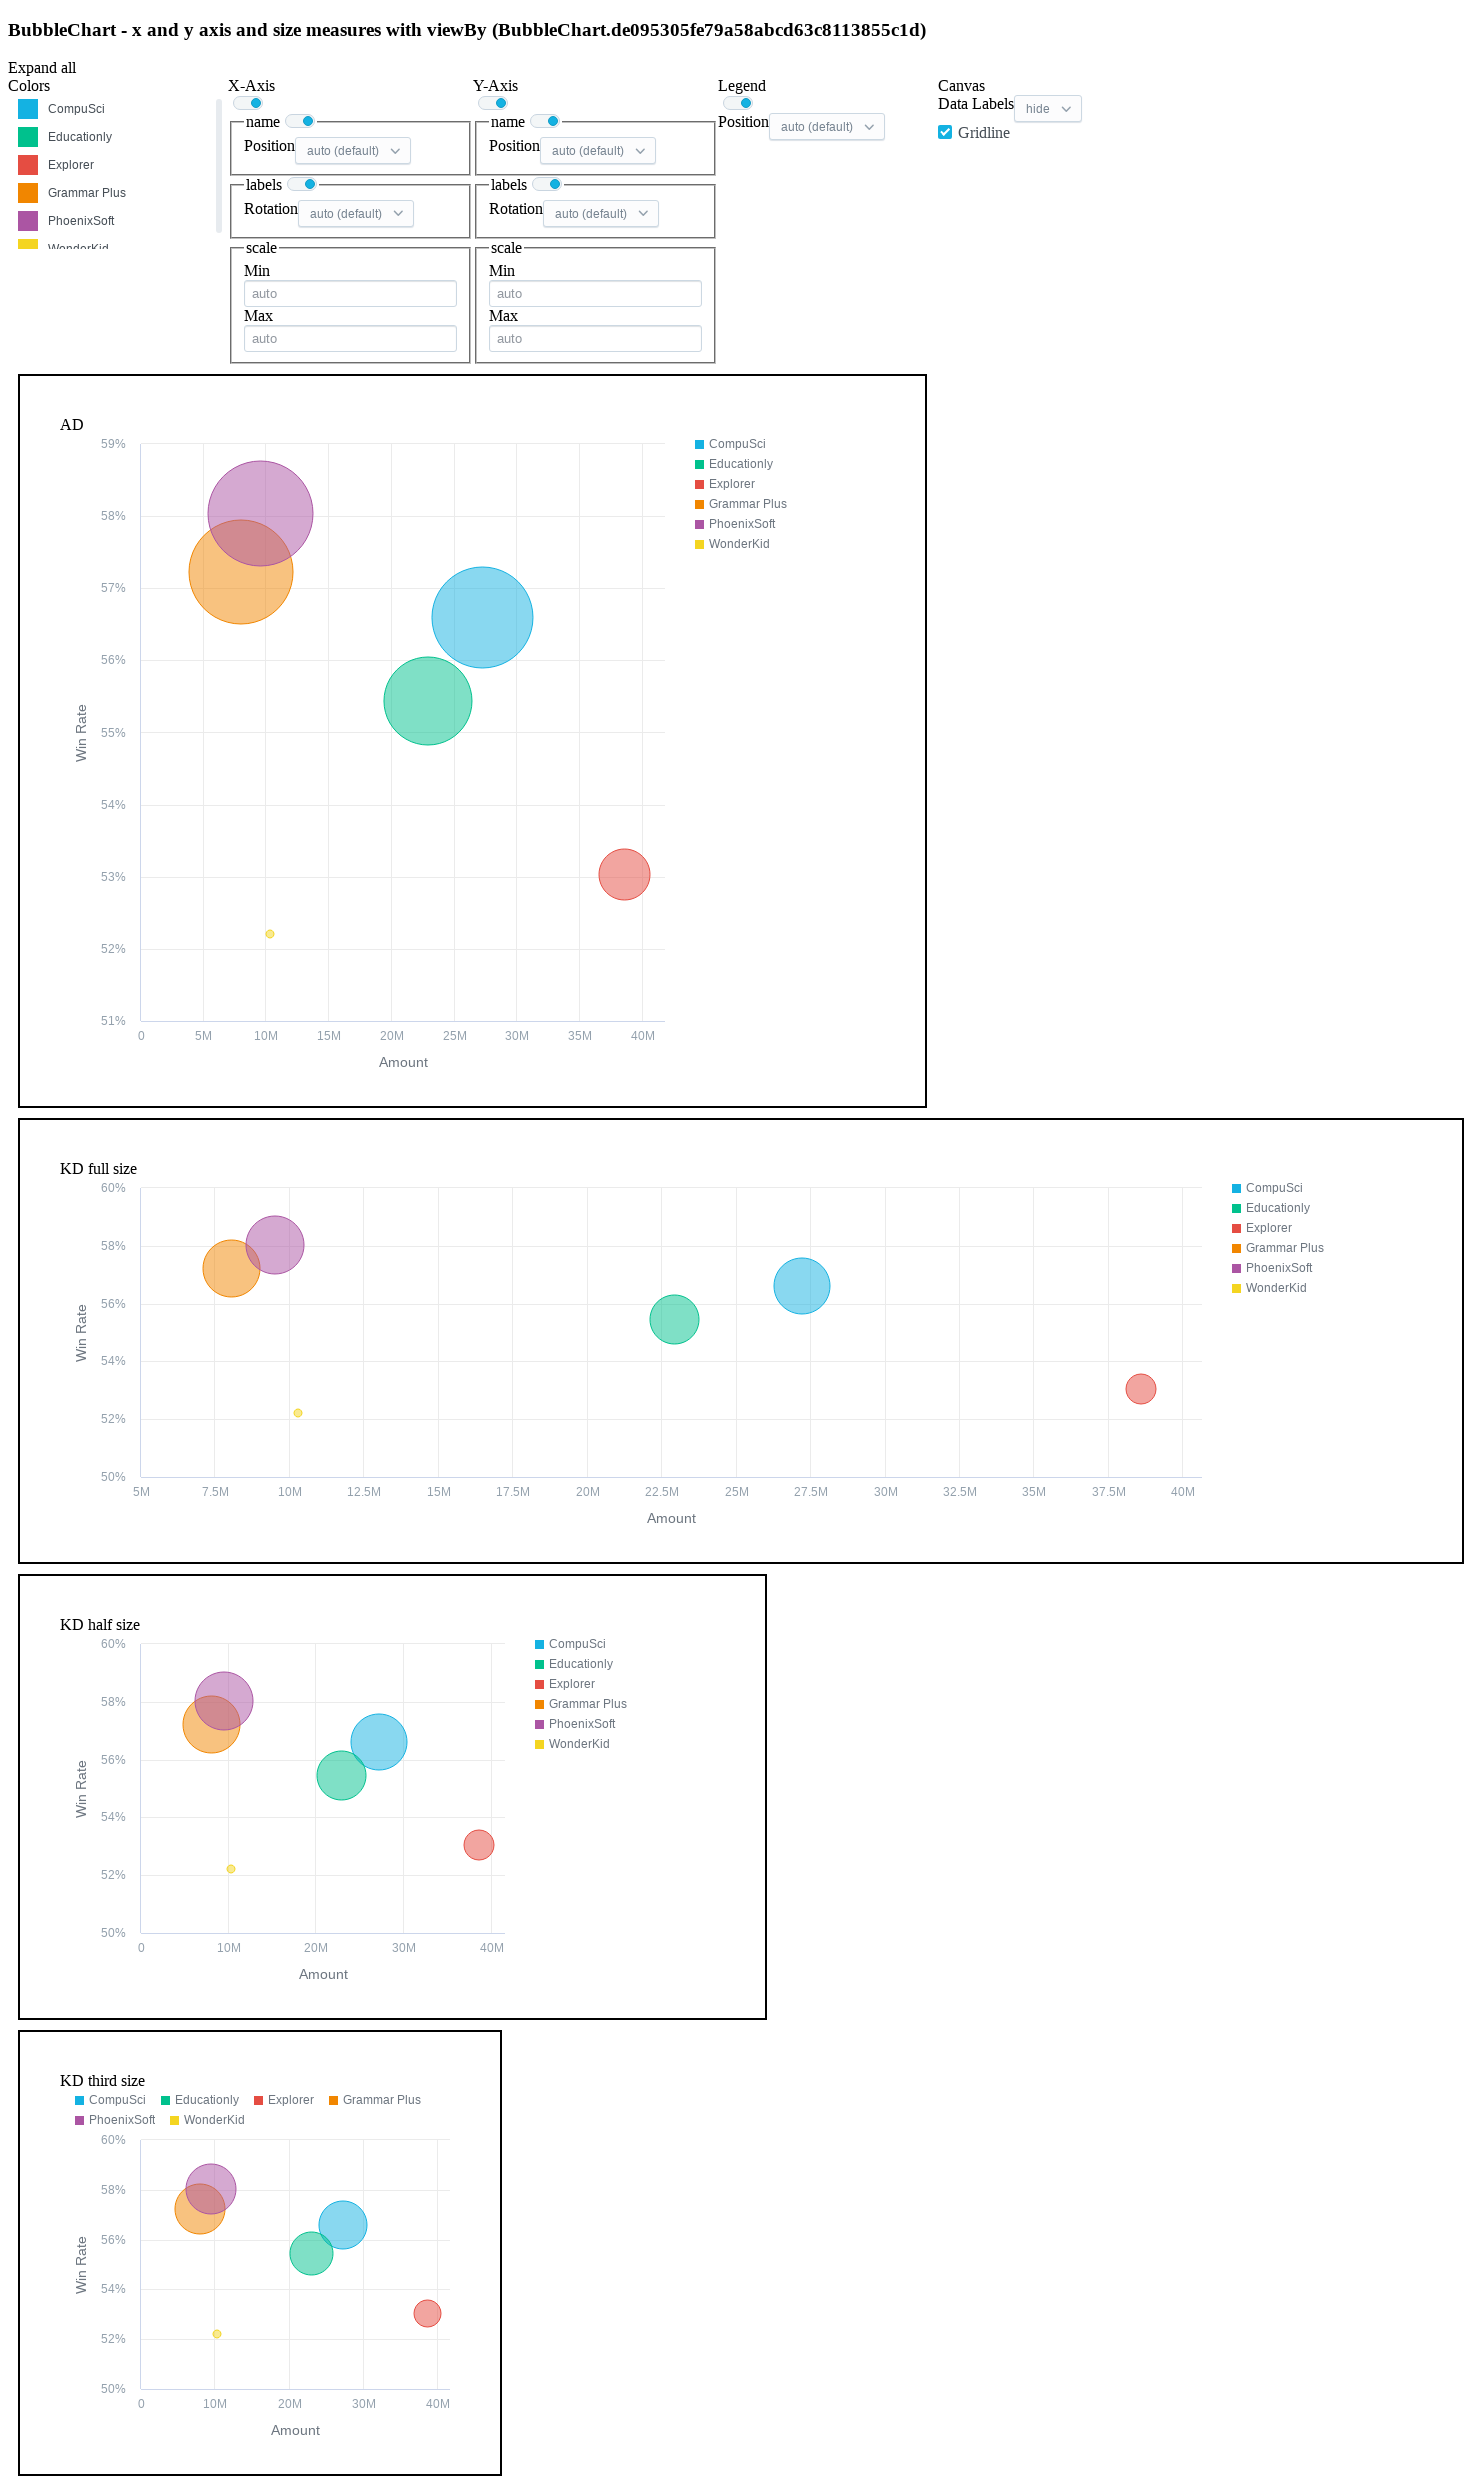 BubbleChart - x and y axis and size measures with viewBy (BubbleChart.de095305fe79a58abcd63c8113855c1d)
Expand all
Colors
CompuSci
Educationly
Explorer
Grammar Plus
PhoenixSoft
WonderKid
X-Axis
name
Position auto (default)
labels
Rotation auto (default)
scale
Min
auto
Max
auto
Y-Axis
name
Position auto (default)
labels
Rotation auto (default)
scale
Min
auto
Max
auto
Legend
Position auto (default)
Canvas
Data Labels hide
Gridline
AD
59%
58%
57%
56%
55%
54%
53%
52%
51%
Win Rate
0 5M 10M 15M 20M 25M 30M 35M 40M
Amount
CompuSci
Educationly
Explorer
Grammar Plus
PhoenixSoft
WonderKid
KD full size
60%
58%
56%
54%
52%
50%
Win Rate
5M 7.5M 10M 12.5M 15M 17.5M 20M 22.5M 25M 27.5M 30M 32.5M 35M 37.5M 40M
Amount
CompuSci
Educationly
Explorer
Grammar Plus
PhoenixSoft
WonderKid
KD half size
60%
58%
56%
54%
52%
50%
Win Rate
0 10M 20M 30M 40M
Amount
CompuSci
Educationly
Explorer
Grammar Plus
PhoenixSoft
WonderKid
KD third size
CompuSci Educationly Explorer Grammar Plus
PhoenixSoft WonderKid
60%
58%
56%
54%
52%
50%
Win Rate
0 10M 20M 30M 40M
Amount